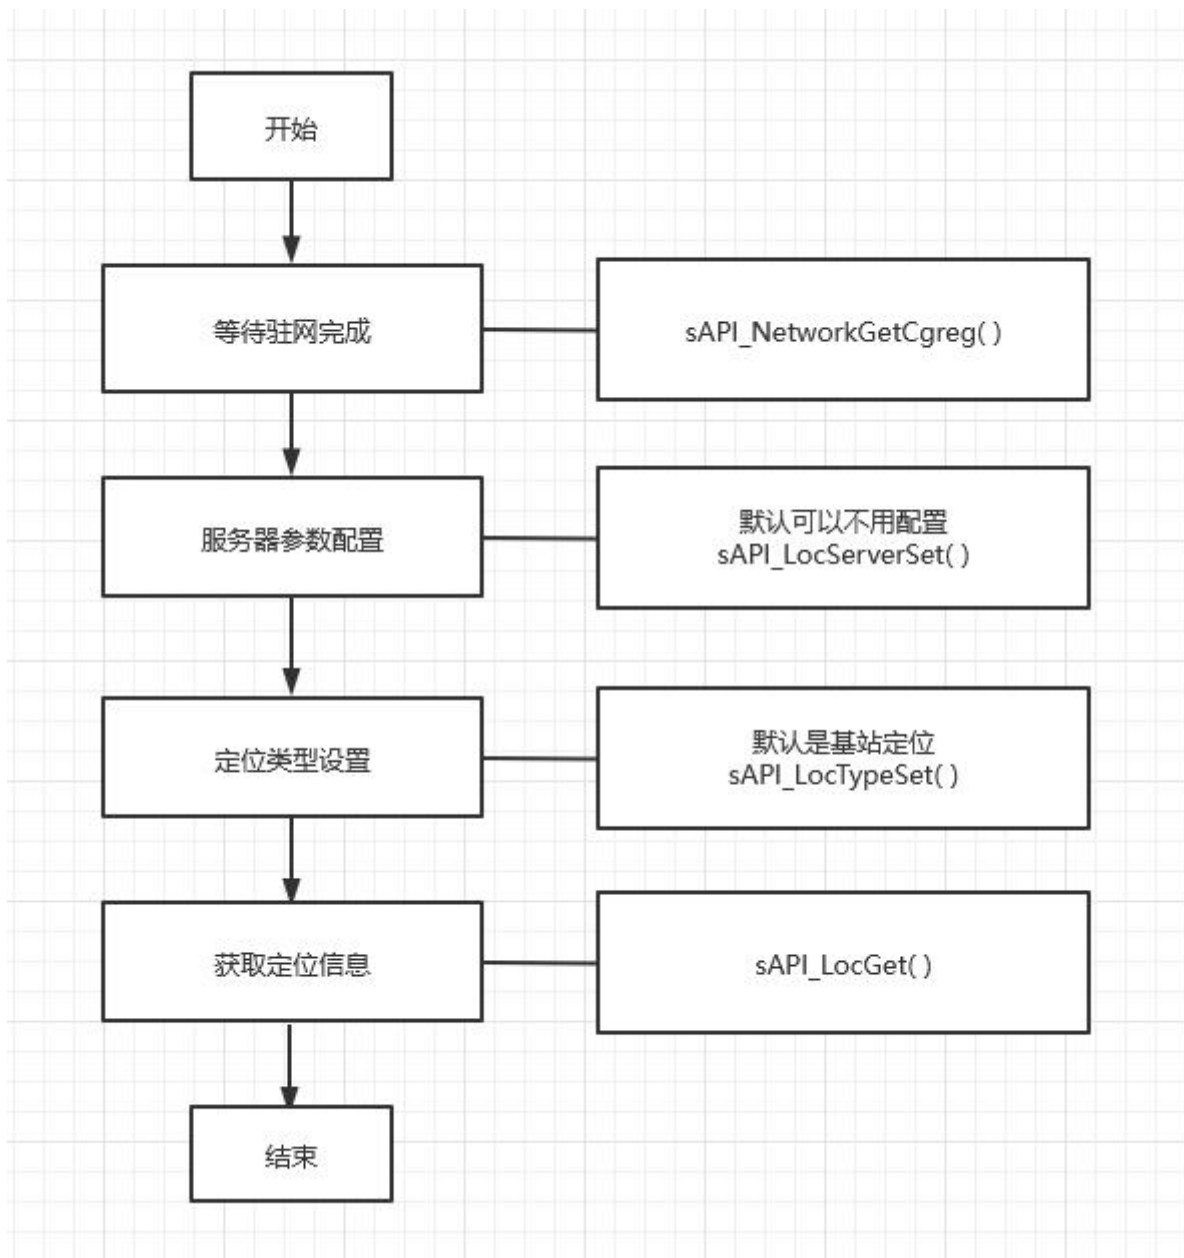 开始
等待驻网完成
sAPI_NetworkGetCgreg( )
服务器参数配置
默认可以不用配置
sAPI_LocServerSet( )
定位类型设置
默认是基站定位
sAPI_LocTypeSet( )
获取定位信息
sAPI_LocGet( )
结束